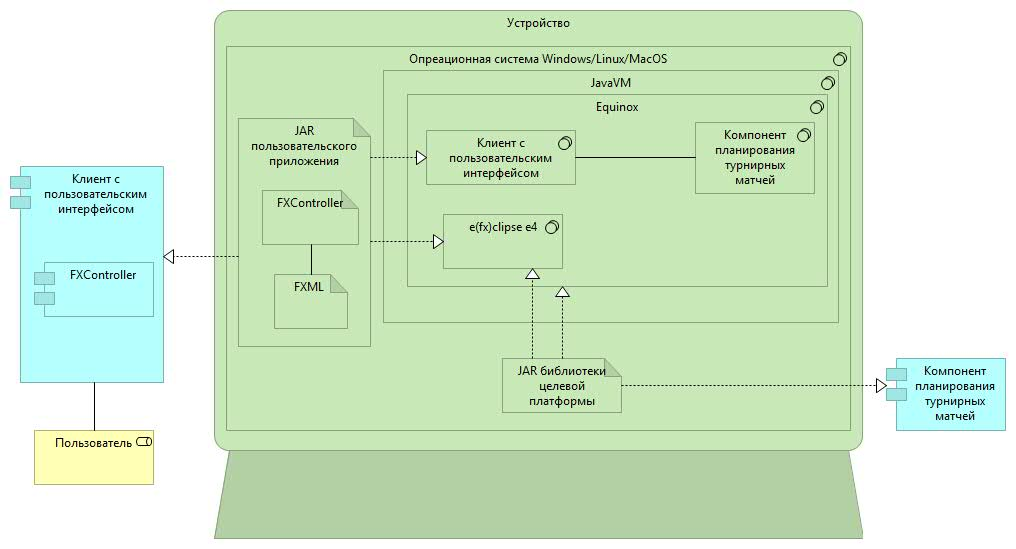 Устройство
Опреационная система Windows/Linux/MacOS
JavaVM
Equinox
JAR
пользовательского
приложения
Клиент с
пользовательским
интерфейсом
Компонент
планирования
турнирных
матчей
FXController
e(fx)clipse e4
FXML
JAR библиотеки
целевой
платформы
Клиент с
пользовательским
интерфейсом
FXController
Пользователь
Компонент
планирования
турнирных
матчей